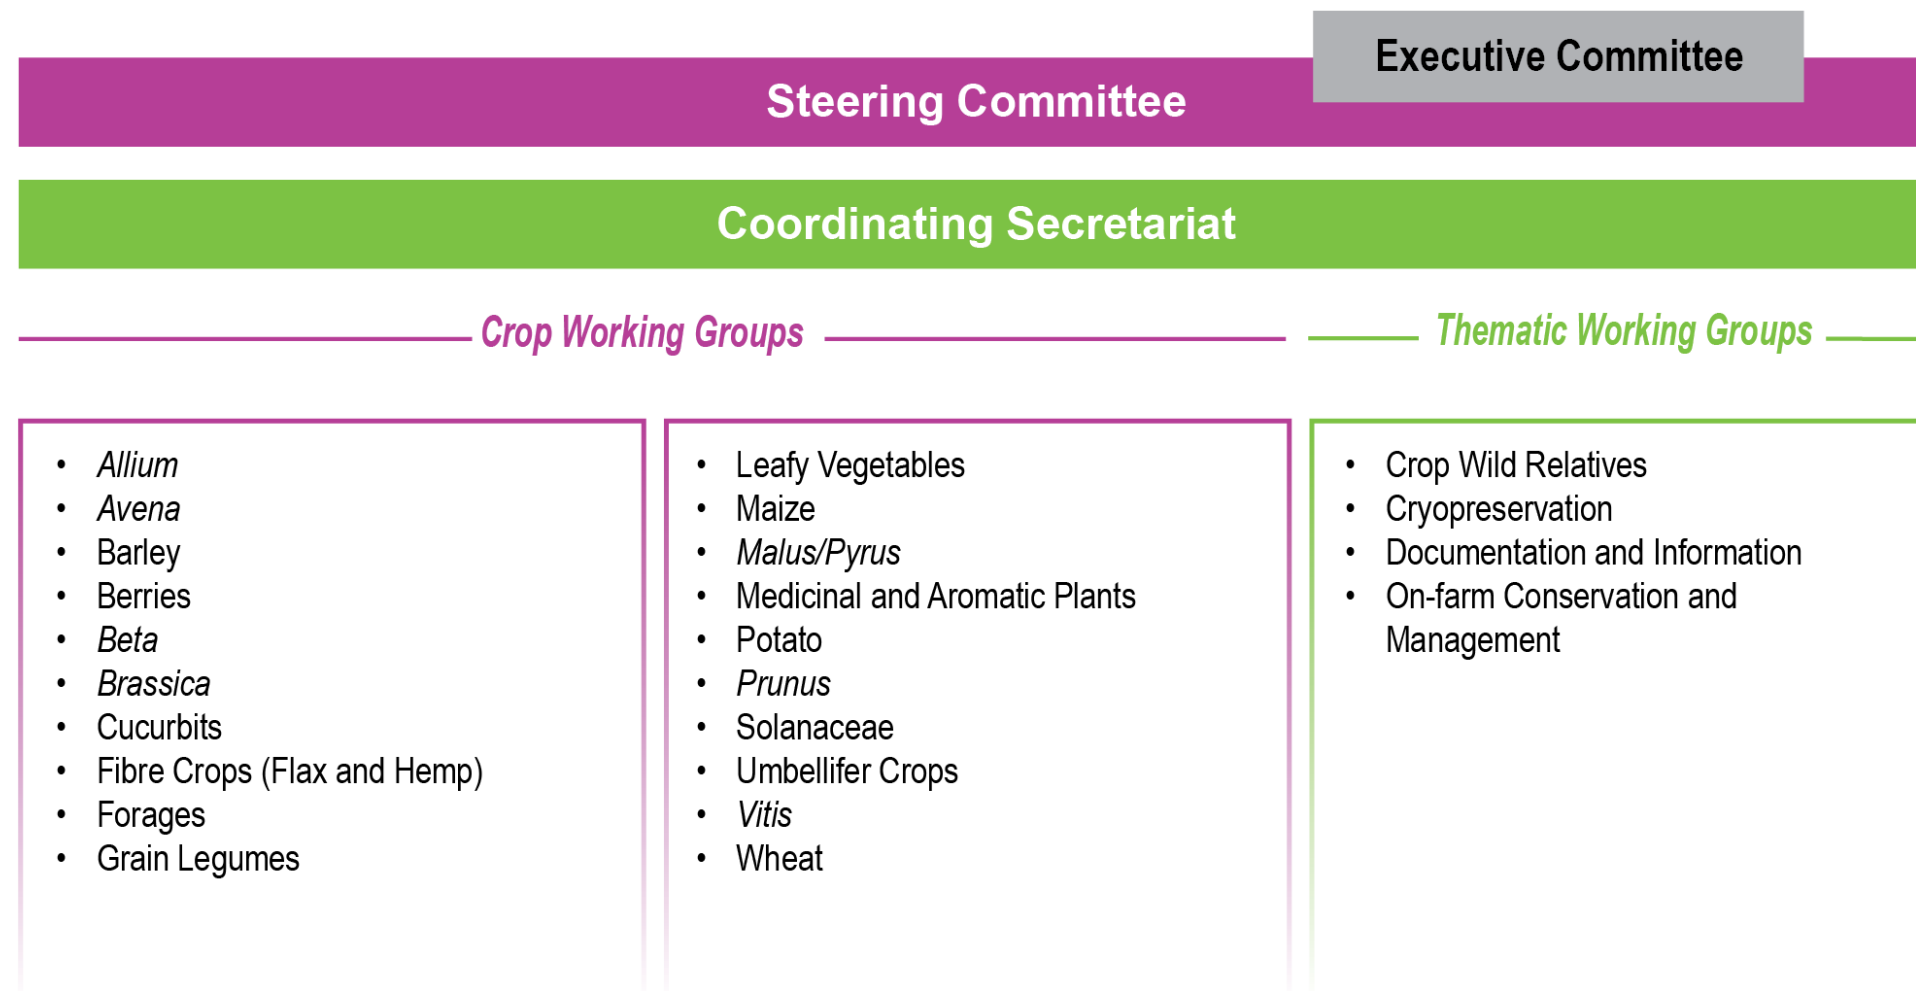 Executive Committee
Steering Committee
Coordinating Secretariat
Crop Working Groups
Thematic Working Groups
• Allium
• Avena
• Barley
• Berries
• Beta
• Brassica
• Cucurbits
• Fibre Crops (Flax and Hemp)
• Forages
• Grain Legumes
• Leafy Vegetables
• Maize
• Malus/Pyrus
• Medicinal and Aromatic Plants
• Potato
• Prunus
• Solanaceae
• Umbellifer Crops
• Vitis
• Wheat
• Crop Wild Relatives
• Cryopreservation
• Documentation and Information
• On-farm Conservation and
Management